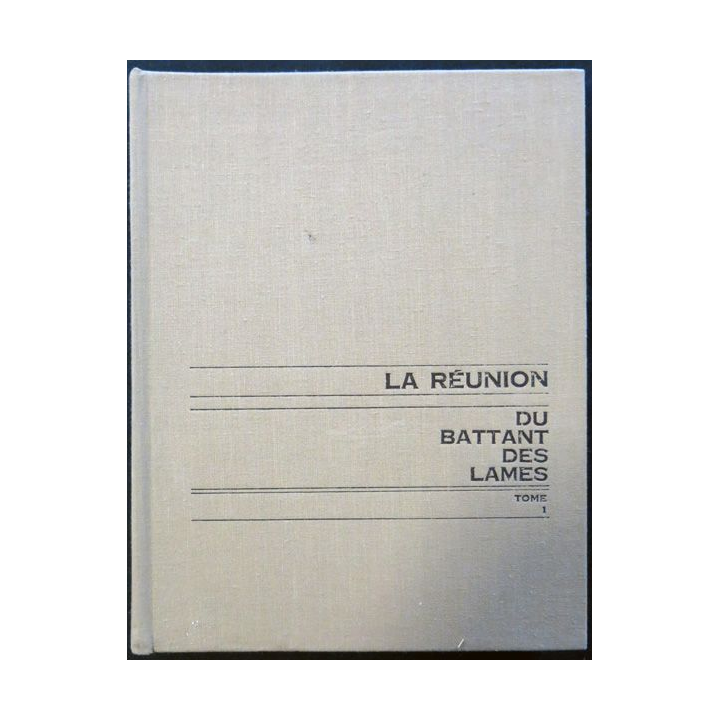 LA RÉUNION
DU
BATTANT
DES
LAMES
TOME
1